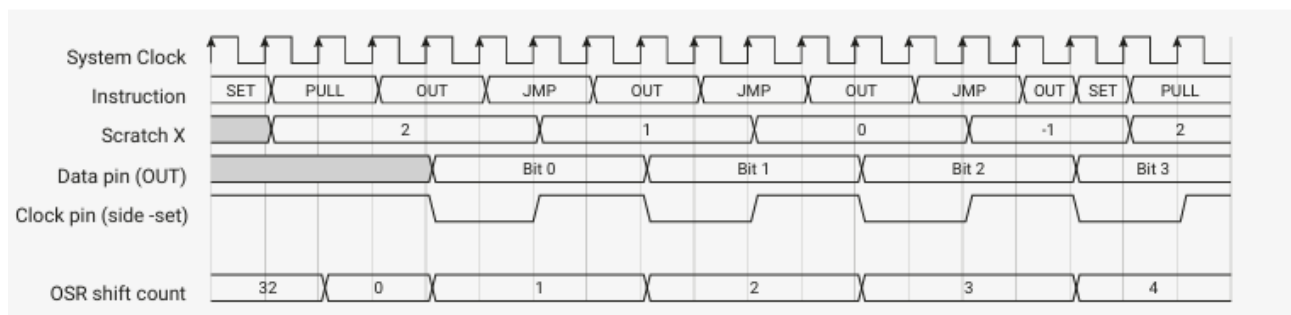 System Clock
Instruction SET PULL OUT JMP OUT JMP OUT JMP OUT SET PULL
Scratch X 2 1 0 -1 2
Data pin (OUT) Bit 0 Bit 1 Bit 2 Bit 3
Clock pin (side -set)
OSR shift count 32 0 1 2 3 4